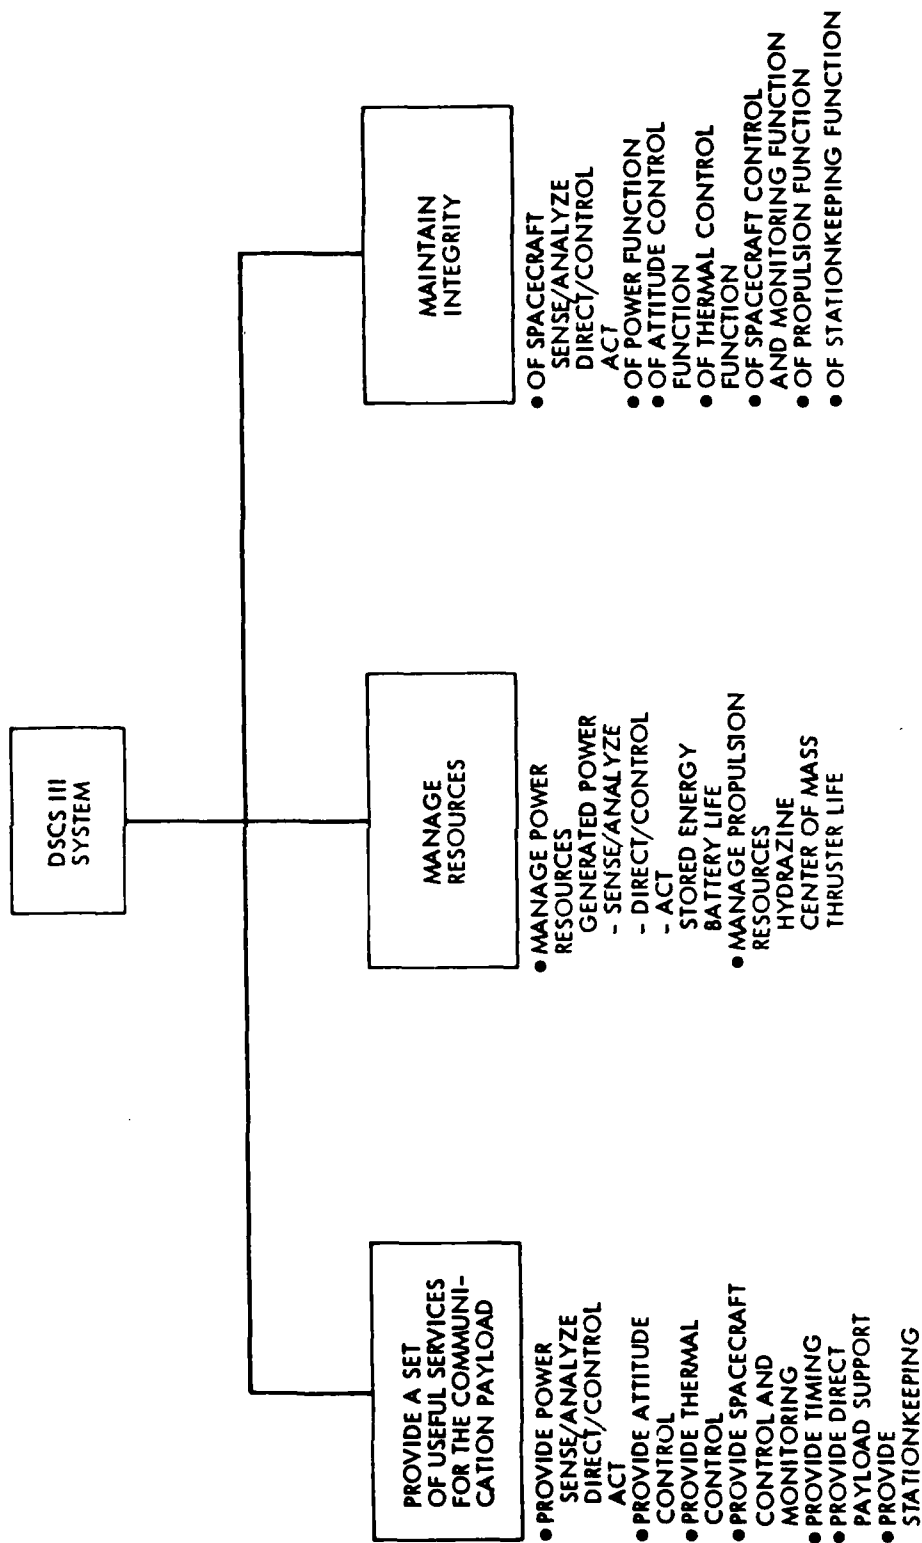 DSCS III
SYSTEM
PROVIDE A SET
OF USEFUL SERVICES
FOR THE COMMUNI-
CATION PAYLOAD
● PROVIDE POWER
SENSE/ANALYZE
DIRECT/CONTROL
ACT
● PROVIDE ATTITUDE
CONTROL
● PROVIDE THERMAL
CONTROL
● PROVIDE SPACECRAFT
CONTROL AND
MONITORING
● PROVIDE TIMING
● PROVIDE DIRECT
PAYLOAD SUPPORT
● PROVIDE
STATIONKEEPING
MANAGE
RESOURCES
● MANAGE POWER
RESOURCES
GENERATED POWER
- SENSE/ANALYZE
- DIRECT/CONTROL
- ACT
STORED ENERGY
BATTERY LIFE
● MANAGE PROPULSION
RESOURCES
HYDRAZINE
CENTER OF MASS
THRUSTER LIFE
MAINTAIN
INTEGRITY
● OF SPACECRAFT
SENSE/ANALYZE
DIRECT/CONTROL
ACT
● OF POWER FUNCTION
● OF ATTITUDE CONTROL
FUNCTION
● OF THERMAL CONTROL
FUNCTION
● OF SPACECRAFT CONTROL
AND MONITORING FUNCTION
● OF PROPULSION FUNCTION
● OF STATIONKEEPING FUNCTION